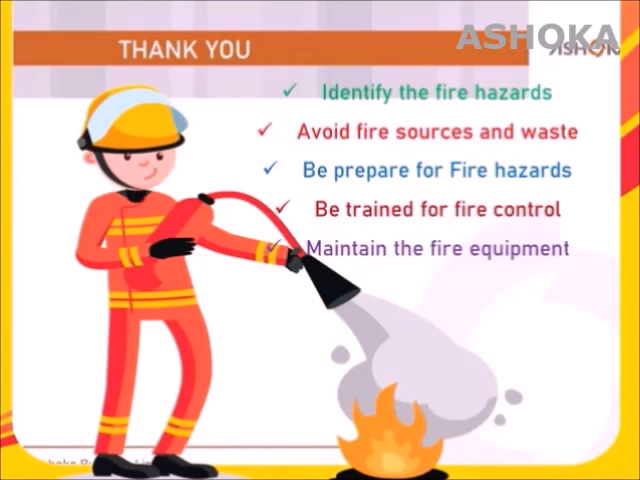 ASHOKA
THANK YOU
✓ Identify the fire hazards
✓ Avoid fire sources and waste
✓ Be prepare for Fire hazards
✓ Be trained for fire control
✓ Maintain the fire equipment